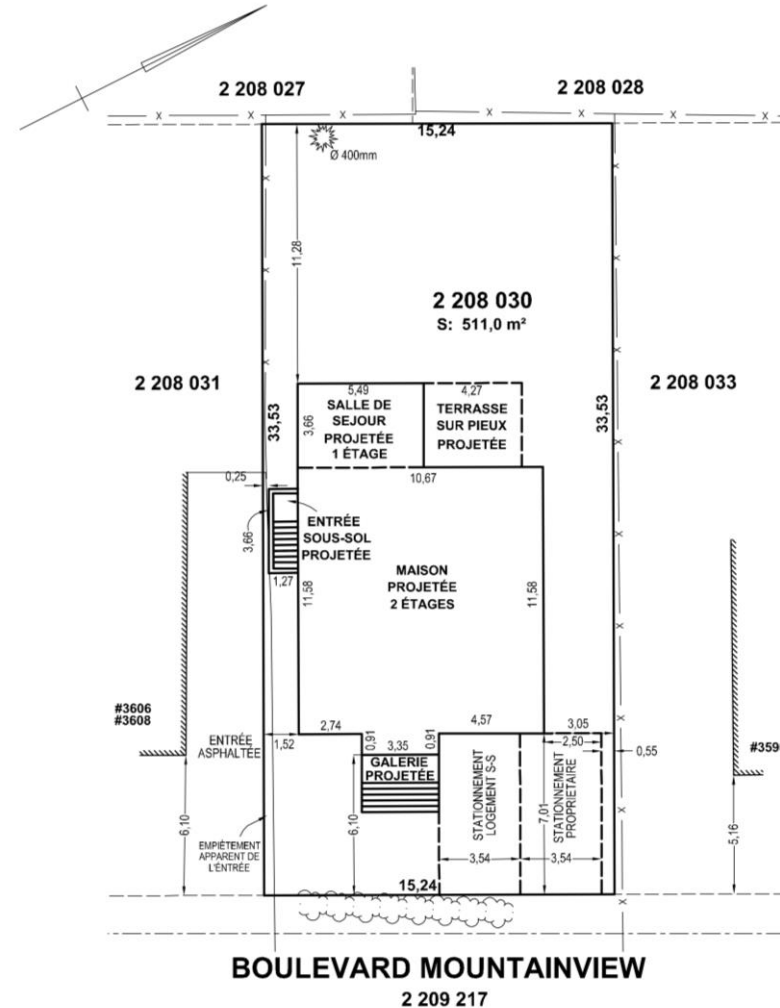 2 208 027
2 208 028
15,24
Ø 400mm
11,28
2 208 030
S: 511,0 m²
2 208 031
2 208 033
33,53
33,53
5,49
4,27
SALLE DE
SEJOUR
PROJETÉE
1 ÉTAGE
3,66
TERRASSE
SUR PIEUX
PROJETÉE
0,25
10,67
ENTRÉE
SOUS-SOL
PROJETÉE
3,66
1,27
11,58
11,58
MAISON
PROJETÉE
2 ÉTAGES
#3606
#3608
ENTRÉE
ASPHALTÉE
1,52
2,74
0,91
3,35
0,91
4,57
3,05
2,50
0,55
#359
GALERIE
PROJETÉE
STATIONNEMENT
LOGEMENT S-S
STATIONNEMENT
PROPRIETAIRE
7,01
6,10
6,10
5,16
EMPIÈTEMENT
APPARENT DE
L'ÉNTRÉE
3,54
3,54
15,24
BOULEVARD MOUNTAINVIEW
2 209 217